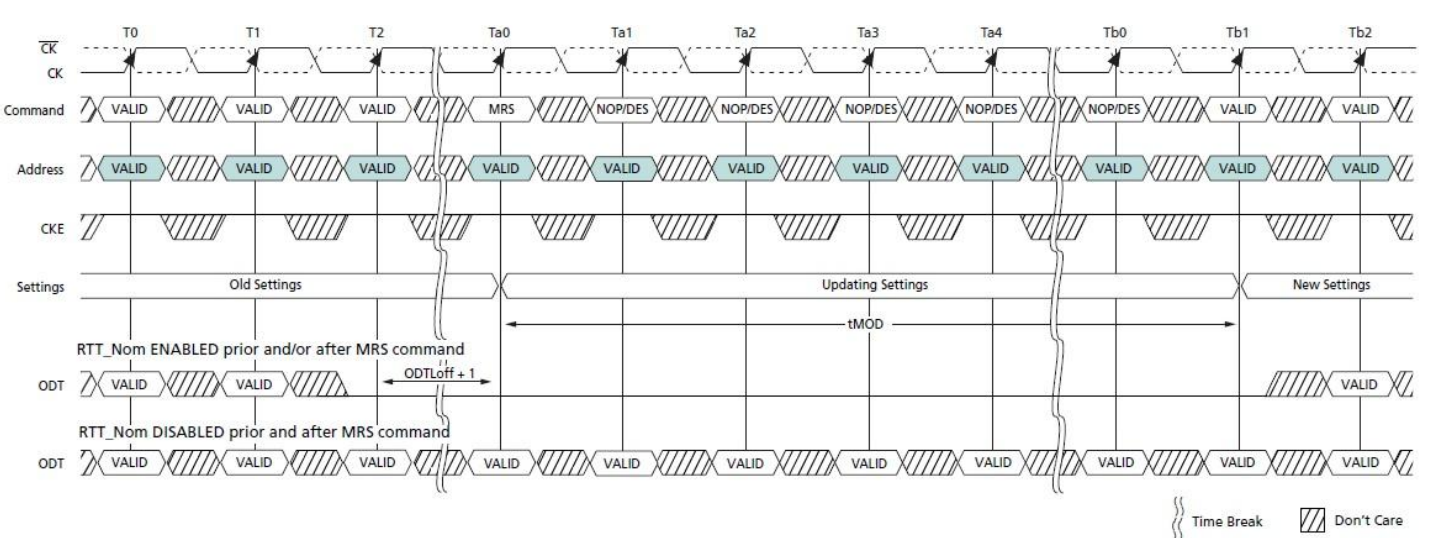 T0 T1 T2 Ta0 Ta1 Ta2 Ta3 Ta4 Tb0 Tb1 Tb2
CK
CK
Command VALID VALID VALID MRS NOP/DES NOP/DES NOP/DES NOP/DES NOP/DES VALID VALID
Address VALID VALID VALID VALID VALID VALID VALID VALID VALID VALID VALID
CKE
Settings Old Settings Updating Settings New Settings
tMOD
RTT_Nom ENABLED prior and/or after MRS command
ODTLoff + 1
ODT VALID VALID VALID
RTT_Nom DISABLED prior and after MRS command
ODT VALID VALID VALID VALID VALID VALID VALID VALID VALID VALID VALID
Time Break Don't Care